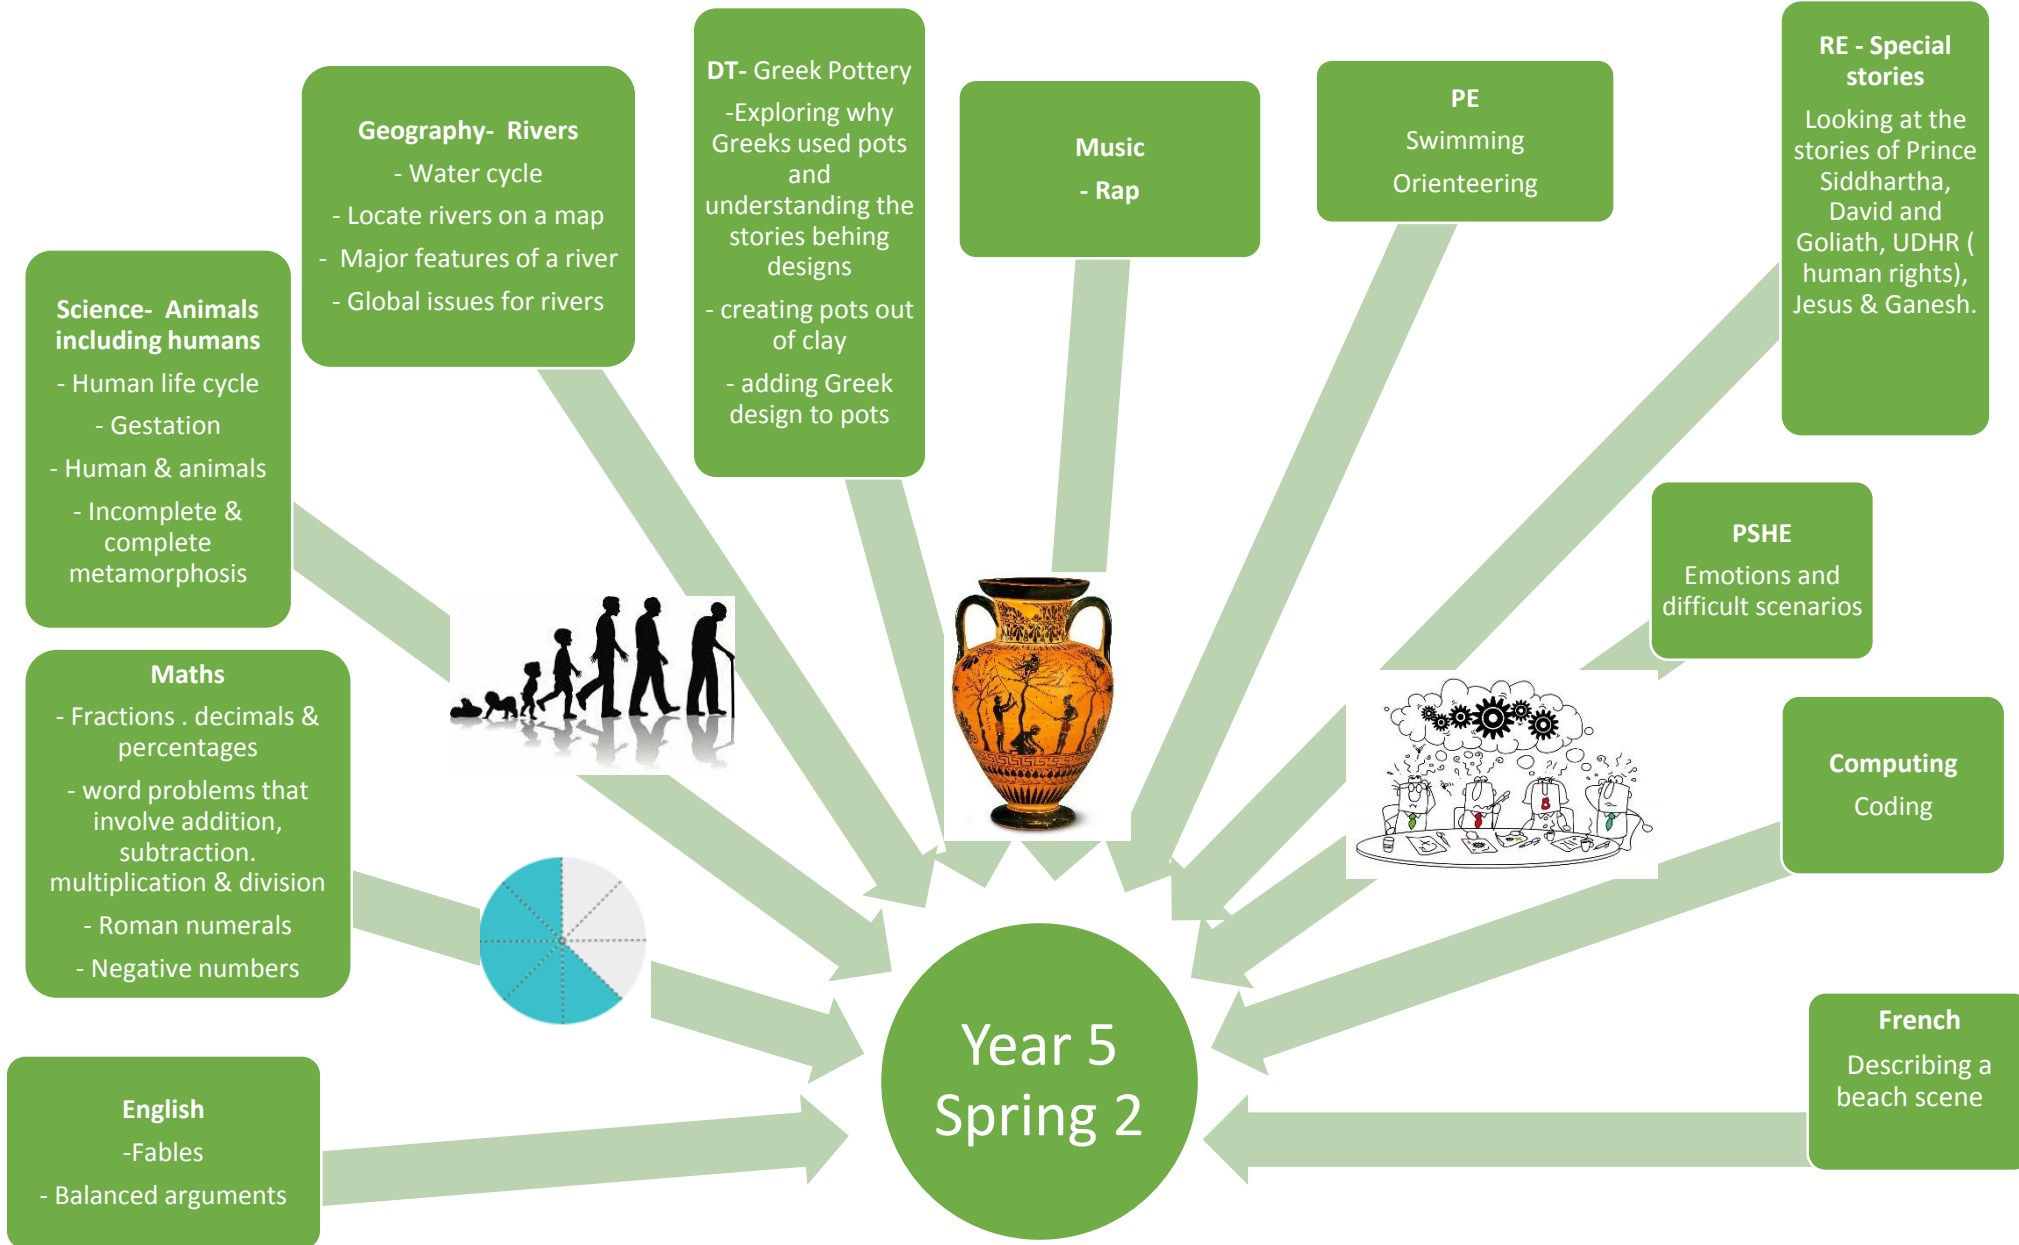 English
-Fables
- Balanced arguments
Maths
- Fractions . decimals &
percentages
- word problems that
involve addition,
subtraction.
multiplication & division
- Roman numerals
- Negative numbers
Science-  Animals
including humans
- Human life cycle
- Gestation
- Human & animals
- Incomplete &
complete
metamorphosis
Geography-  Rivers
- Water cycle
- Locate rivers on a map
-  Major features of a river
- Global issues for rivers
DT- Greek Pottery
-Exploring why
Greeks used pots
and
understanding the
stories behing
designs
- creating pots out
of clay
- adding Greek
design to pots
Music
- Rap
PE
Swimming
Orienteering
RE - Special
stories
Looking at the
stories of Prince
Siddhartha,
David and
Goliath, UDHR (
human rights),
Jesus & Ganesh.
PSHE
Emotions and
difficult scenarios
Computing
Coding
French
Describing a
beach scene
Year 5
Spring 2